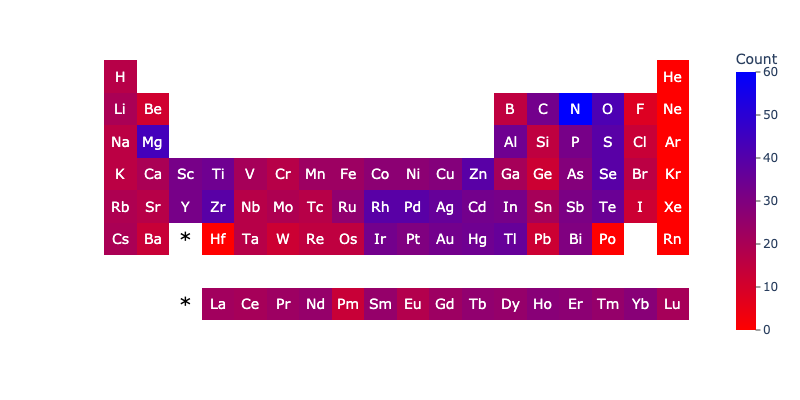 Count
H He 60
Li Be B C N O F Ne 50
Na Mg Al Si P S Cl Ar 40
K Ca Sc Ti V Cr Mn Fe Co Ni Cu Zn Ga Ge As Se Br Kr 30
Rb Sr Y Zr Nb Mo Tc Ru Rh Pd Ag Cd In Sn Sb Te I Xe 20
Cs Ba * Hf Ta W Re Os Ir Pt Au Hg Tl Pb Bi Po Rn 10
* La Ce Pr Nd Pm Sm Eu Gd Tb Dy Ho Er Tm Yb Lu 0